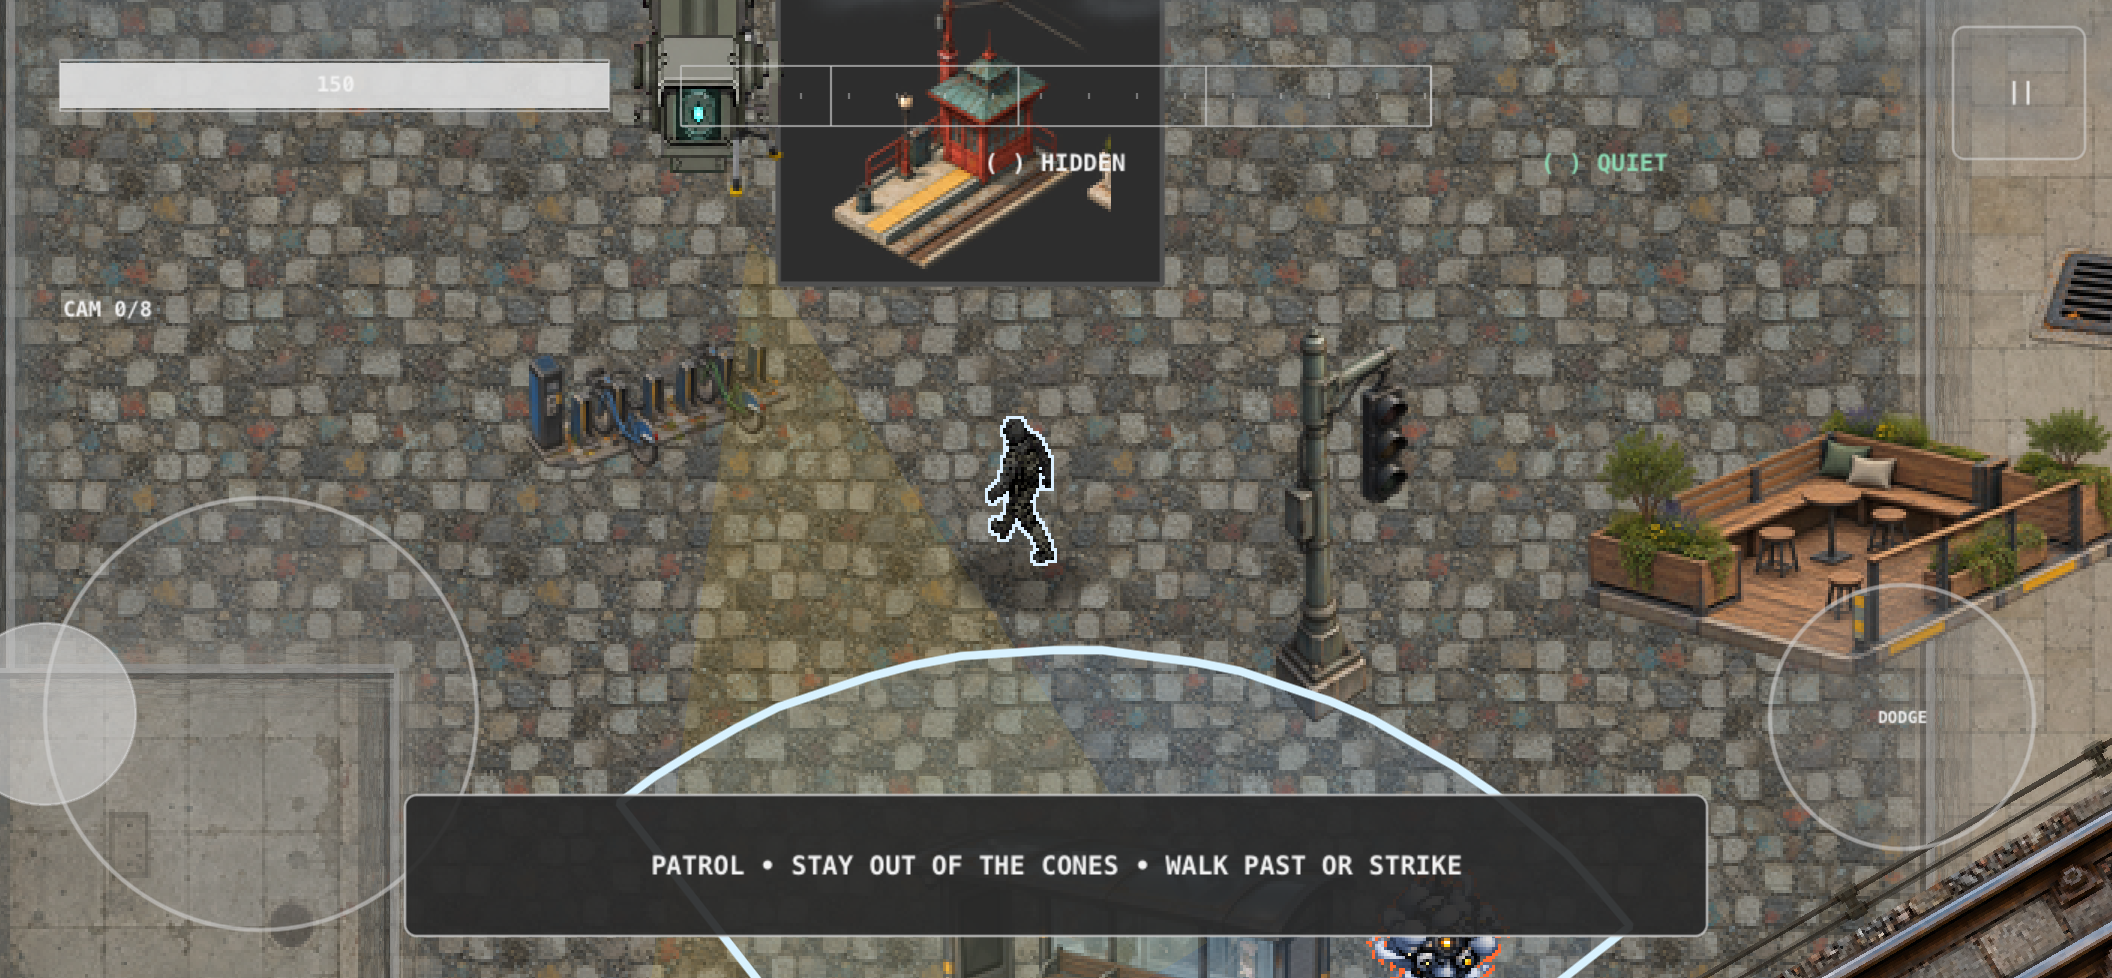 150
( ) HIDDEN
( ) QUIET
CAM 0/8
DODGE
PATROL • STAY OUT OF THE CONES • WALK PAST OR STRIKE